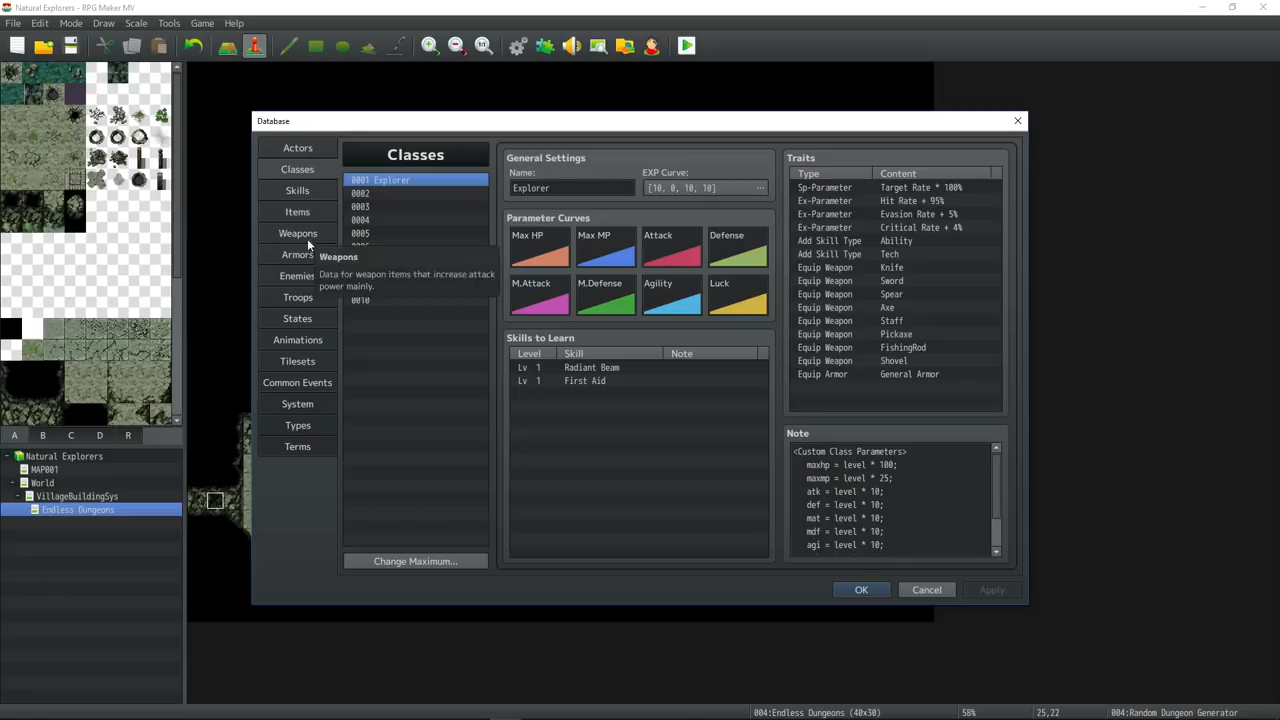 Natural Explorers - RPG Maker MV
File Edit Mode Draw Scale Tools Game Help
1:1
Database
Actors
Classes
Skills
Items
Weapons
Armors
Enemies
Troops
States
Animations
Tilesets
Common Events
System
Types
Terms
Classes
0001 Explorer
0002
0003
0004
0005
0010
Change Maximum...
Weapons
Data for weapon items that increase attack
power mainly.
General Settings
Name: EXP Curve:
Explorer [10, 0, 10, 10] ...
Parameter Curves
Max HP Max MP Attack Defense
M.Attack M.Defense Agility Luck
Skills to Learn
Level Skill Note
Lv 1 Radiant Beam
Lv 1 First Aid
Traits
Type Content
Sp-Parameter Target Rate * 100%
Ex-Parameter Hit Rate + 95%
Ex-Parameter Evasion Rate + 5%
Ex-Parameter Critical Rate + 4%
Add Skill Type Ability
Add Skill Type Tech
Equip Weapon Knife
Equip Weapon Sword
Equip Weapon Spear
Equip Weapon Axe
Equip Weapon Staff
Equip Weapon Pickaxe
Equip Weapon FishingRod
Equip Weapon Shovel
Equip Armor General Armor
Note
<Custom Class Parameters>
maxhp = level * 100;
maxmp = level * 25;
atk = level * 10;
def = level * 10;
mat = level * 10;
mdf = level * 10;
agi = level * 10;
OK Cancel Apply
A B C D R
Natural Explorers
MAP001
World
VillageBuildingSys
Endless Dungeons
004:Endless Dungeons (40x30) 58% 25,22 004:Random Dungeon Generator